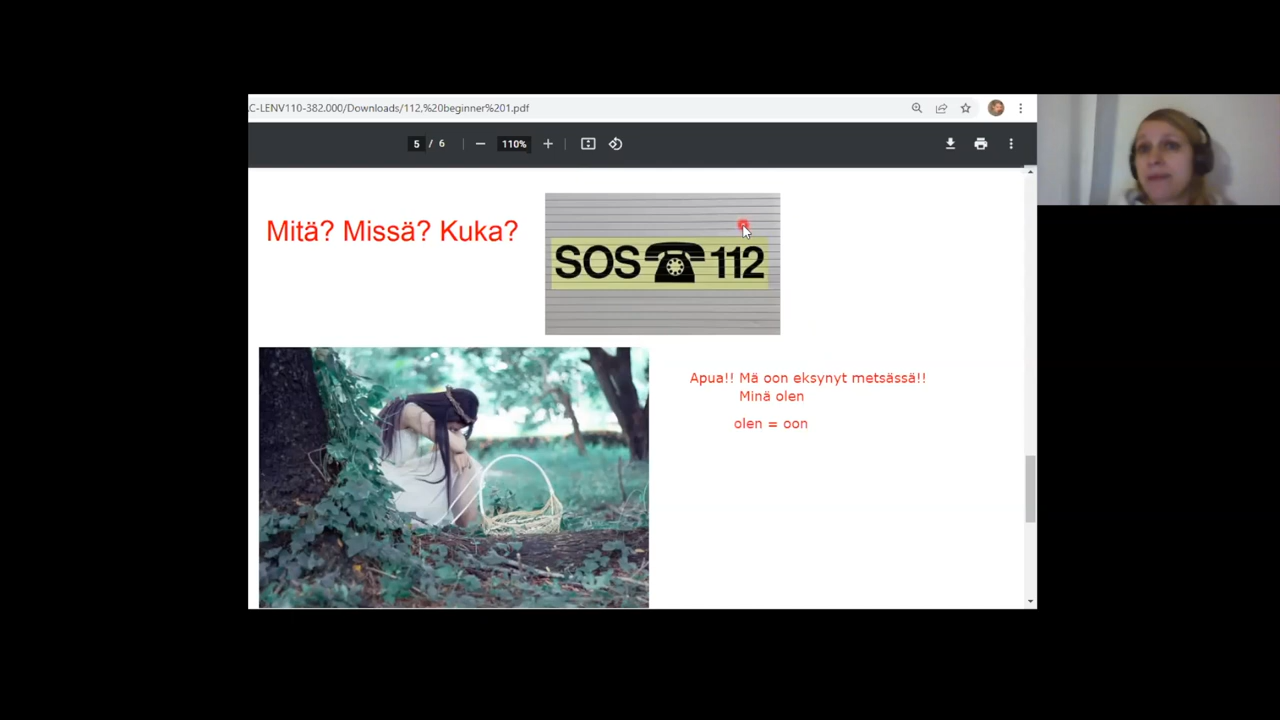 .C-LENV110-382.000/Downloads/112,%20beginner%201.pdf
5 / 6
110%
Mitä? Missä? Kuka?
SOS 112
Apua!! Mä oon eksynyt metsässä!!
Minä olen
olen = oon